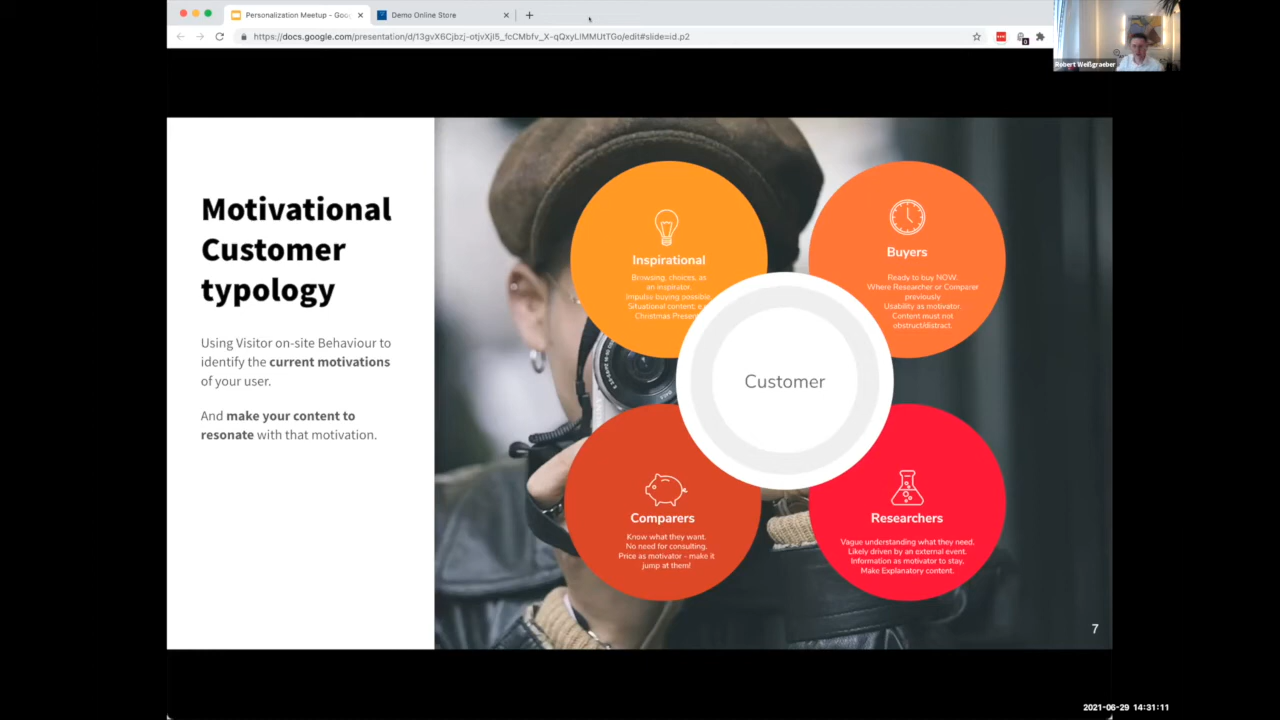 Personalization Meetup - Goo
Demo Online Store
https://docs.google.com/presentation/d/13gvX6Cjbzj-otjvXjI5_fcCMbfv_X-qQxyLIMMUtTGo/edit#slide=id.p2
Robert Weißgraeber
Motivational
Customer
typology
Using Visitor on-site Behaviour to
identify the current motivations
of your user.
And make your content to
resonate with that motivation.
Inspirational
Browsing, choices, as
an inspirator.
Impulse buying possible.
Situational content: e.g
Christmas Present
Buyers
Ready to buy NOW.
Where Researcher or Comparer
previously
Usability as motivator.
Content must not
obstruct/distract.
Customer
Comparers
Know what they want.
No need for consulting.
Price as motivator - make it
jump at them!
Researchers
Vague understanding what they need.
Likely driven by an external event.
Information as motivator to stay.
Make Explanatory content.
7
2021-06-29 14:31:11